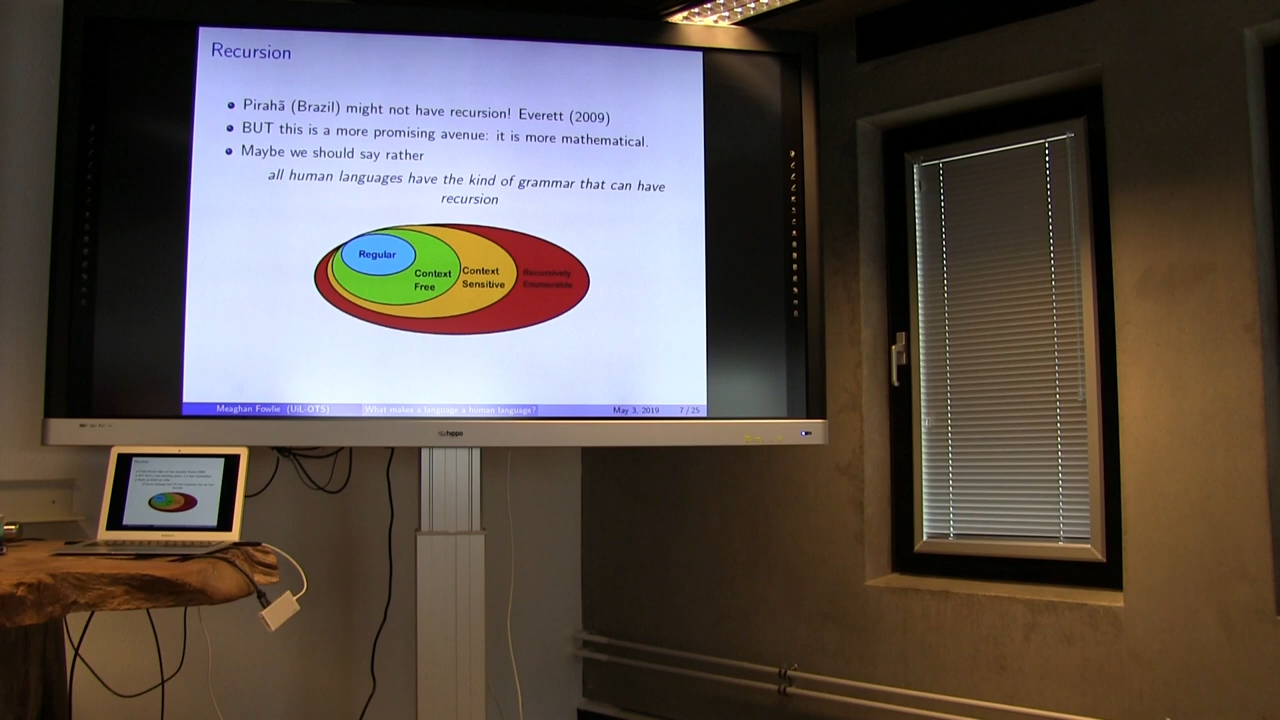 Recursion
Pirahã (Brazil) might not have recursion! Everett (2009)
BUT this is a more promising avenue: it is more mathematical.
Maybe we should say rather
all human languages have the kind of grammar that can have
recursion
Regular
Context
Free
Context
Sensitive
Recursively
Enumerable
Meaghan Fowlie (UiL-OTS) What makes a language a human language? May 3, 2019 7 / 25
hippo